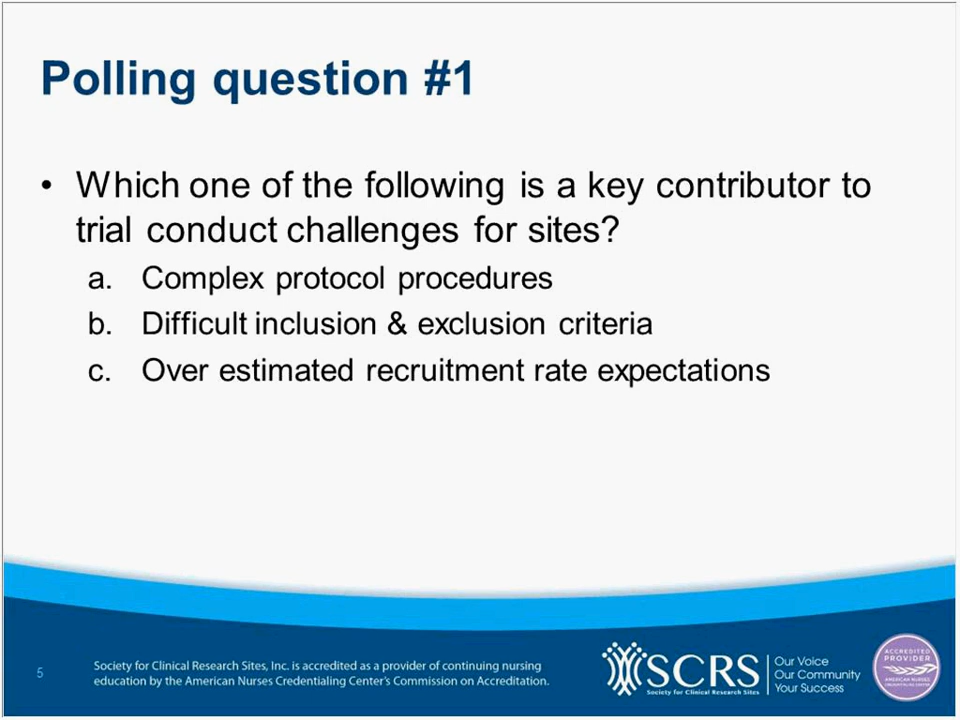 Polling question #1
• Which one of the following is a key contributor to
trial conduct challenges for sites?
a. Complex protocol procedures
b. Difficult inclusion & exclusion criteria
c. Over estimated recruitment rate expectations
5
Society for Clinical Research Sites, Inc. is accredited as a provider of continuing nursing
education by the American Nurses Credentialing Center's Commission on Accreditation.
SCRS
Society for Clinical Research Sites
Our Voice
Our Community
Your Success
ACCREDITED
PROVIDER
AMERICAN NURSES
CREDENTIALING CENTER